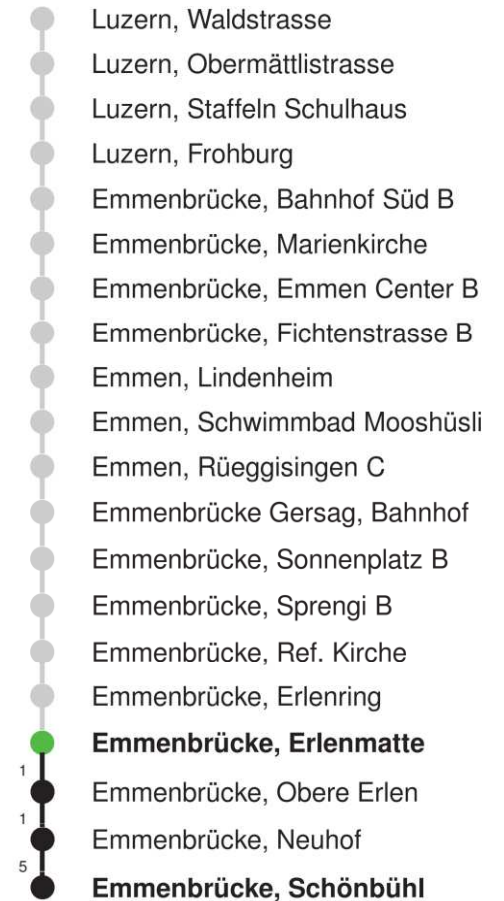 Luzern, Waldstrasse
Luzern, Obermättlistrasse
Luzern, Staffeln Schulhaus
Luzern, Frohburg
Emmenbrücke, Bahnhof Süd B
Emmenbrücke, Marienkirche
Emmenbrücke, Emmen Center B
Emmenbrücke, Fichtenstrasse B
Emmen, Lindenheim
Emmen, Schwimmbad Mooshüsli
Emmen, Rüeggisingen C
Emmenbrücke Gersag, Bahnhof
Emmenbrücke, Sonnenplatz B
Emmenbrücke, Sprengi B
Emmenbrücke, Ref. Kirche
Emmenbrücke, Erlenring
Emmenbrücke, Erlenmatte
1
Emmenbrücke, Obere Erlen
1
Emmenbrücke, Neuhof
5
Emmenbrücke, Schönbühl